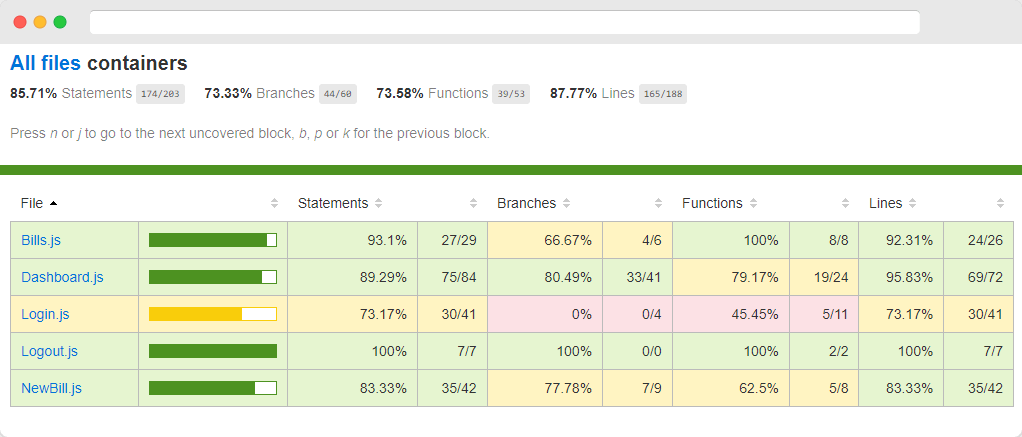 All files containers
85.71% Statements 174/203 73.33% Branches 44/60 73.58% Functions 39/53 87.77% Lines 165/188
Press n or j to go to the next uncovered block, b, p or k for the previous block.
File Statements Branches Functions Lines
Bills.js 93.1% 27/29 66.67% 4/6 100% 8/8 92.31% 24/26
Dashboard.js 89.29% 75/84 80.49% 33/41 79.17% 19/24 95.83% 69/72
Login.js 73.17% 30/41 0% 0/4 45.45% 5/11 73.17% 30/41
Logout.js 100% 7/7 100% 0/0 100% 2/2 100% 7/7
NewBill.js 83.33% 35/42 77.78% 7/9 62.5% 5/8 83.33% 35/42